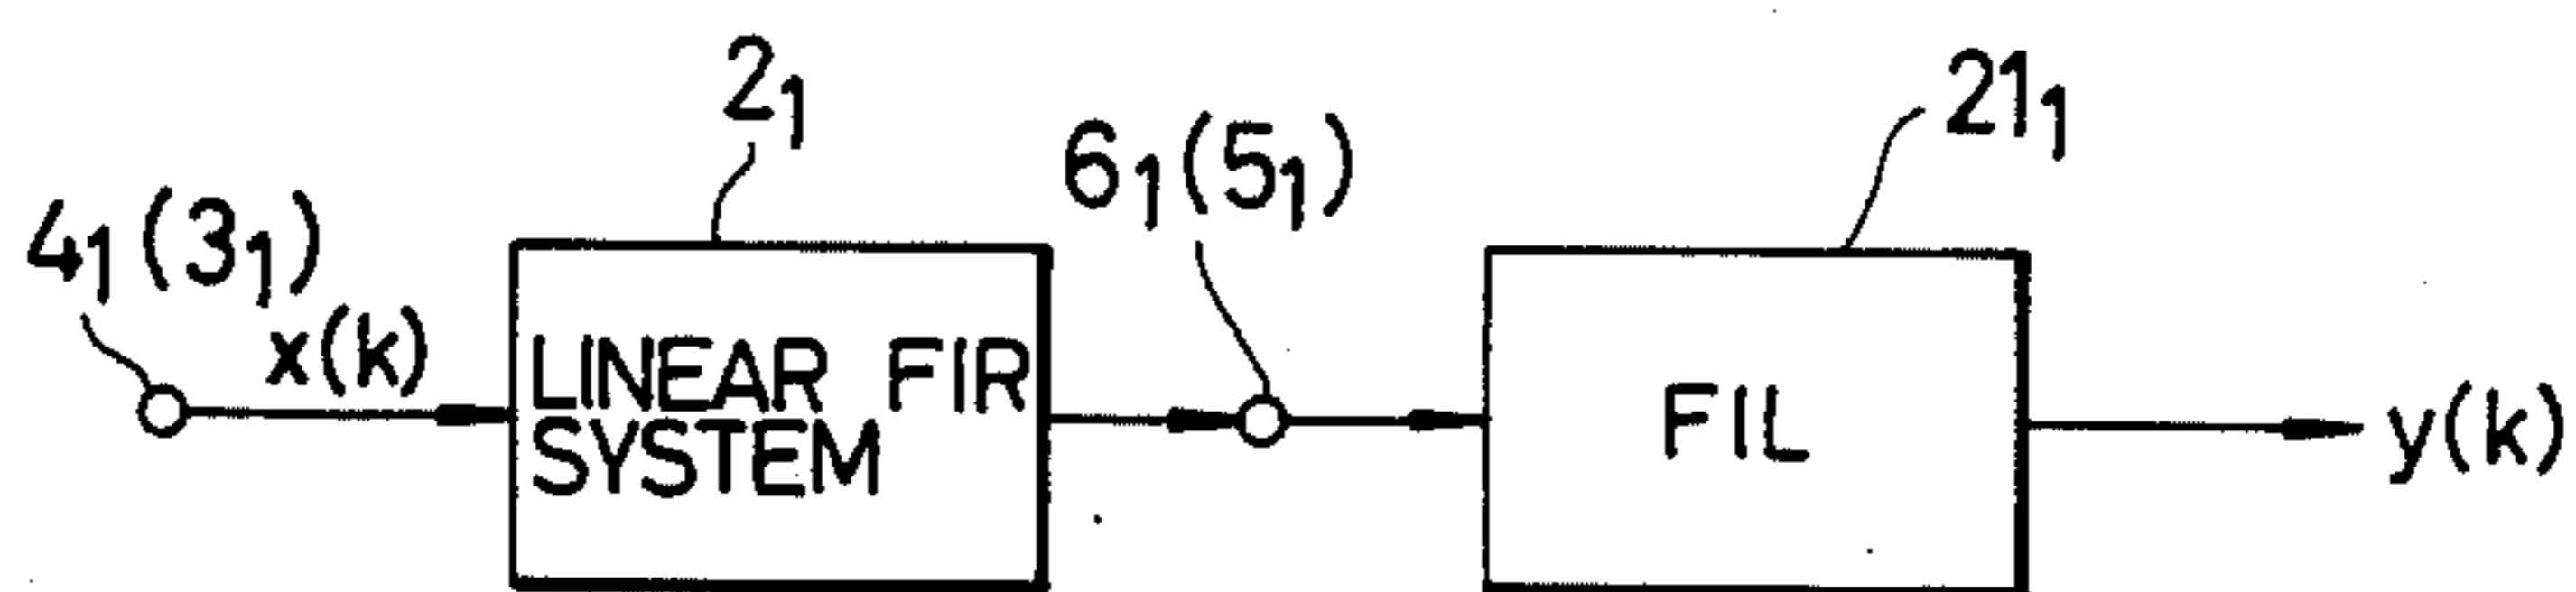 2₁
21₁
6₁(5₁)
4₁(3₁)
x(k)
LINEAR FIR
SYSTEM
FIL
y(k)